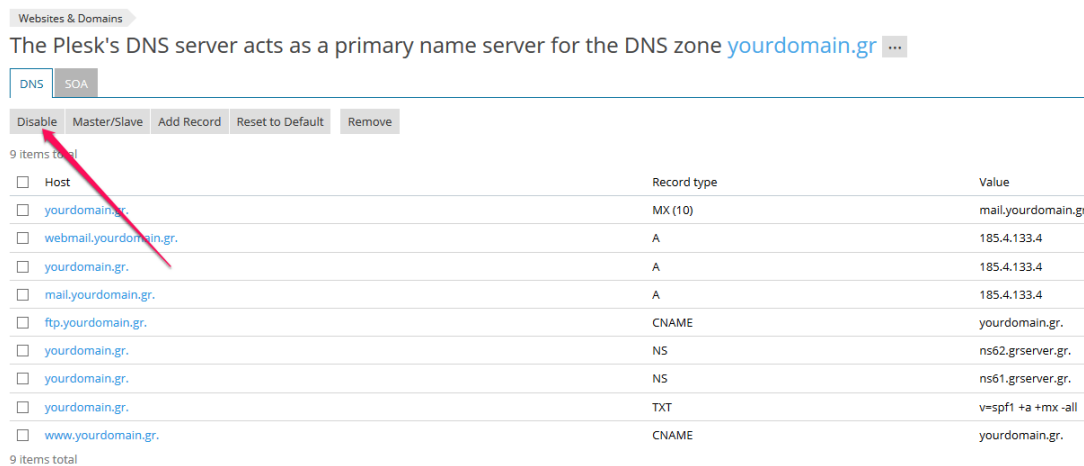 Websites & Domains
The Plesk's DNS server acts as a primary name server for the DNS zone yourdomain.gr ...
DNS SOA
Disable Master/Slave Add Record Reset to Default Remove
9 items total
Host Record type Value
yourdomain.gr. MX (10) mail.yourdomain.gr
webmail.yourdomain.gr. A 185.4.133.4
yourdomain.gr. A 185.4.133.4
mail.yourdomain.gr. A 185.4.133.4
ftp.yourdomain.gr. CNAME yourdomain.gr.
yourdomain.gr. NS ns62.grserver.gr.
yourdomain.gr. NS ns61.grserver.gr.
yourdomain.gr. TXT v=spf1 +a +mx -all
www.yourdomain.gr. CNAME yourdomain.gr.
9 items total